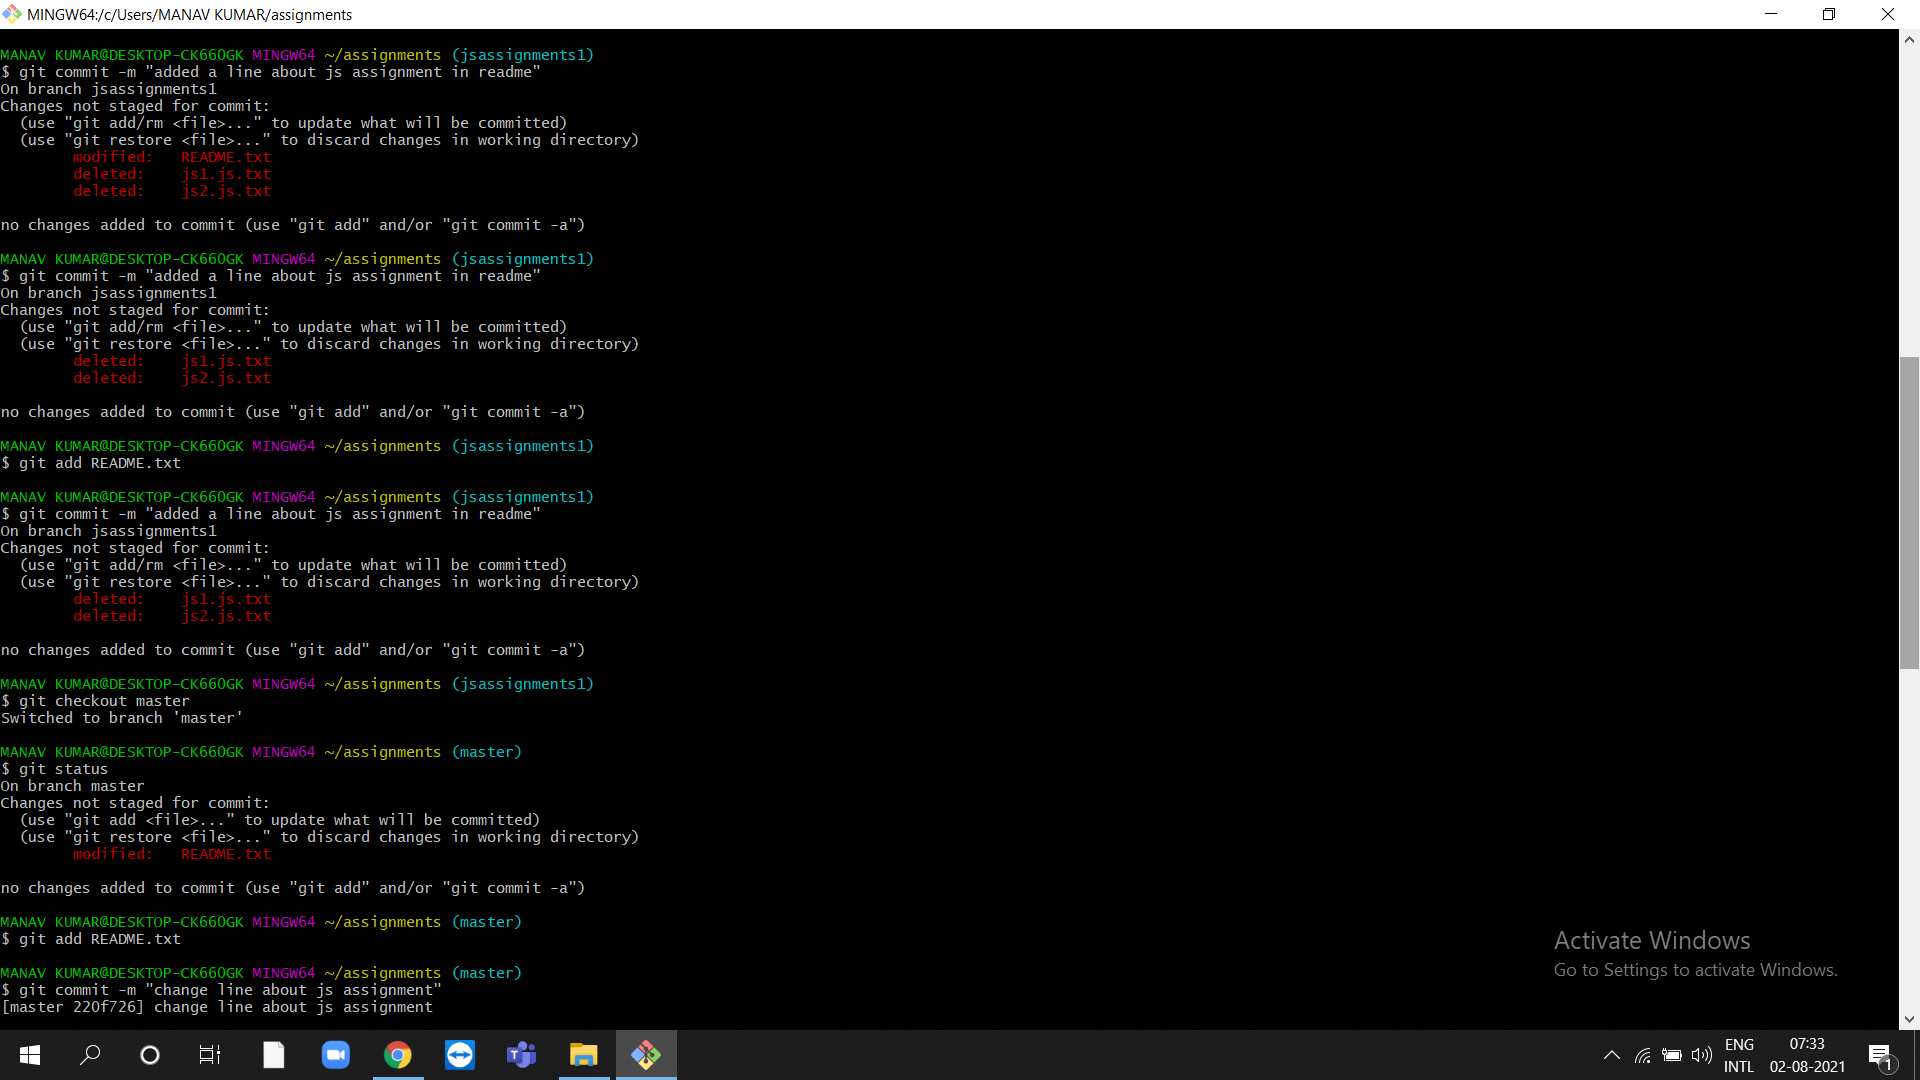 MINGW64:/c/Users/MANAV KUMAR/assignments
MANAV KUMAR@DESKTOP-CK66OGK MINGW64 ~/assignments (jsassignments1)
$ git commit -m "added a line about js assignment in readme"
On branch jsassignments1
Changes not staged for commit:
  (use "git add/rm <file>..." to update what will be committed)
  (use "git restore <file>..." to discard changes in working directory)
        modified:   README.txt
        deleted:    js1.js.txt
        deleted:    js2.js.txt
no changes added to commit (use "git add" and/or "git commit -a")
MANAV KUMAR@DESKTOP-CK66OGK MINGW64 ~/assignments (jsassignments1)
$ git commit -m "added a line about js assignment in readme"
On branch jsassignments1
Changes not staged for commit:
  (use "git add/rm <file>..." to update what will be committed)
  (use "git restore <file>..." to discard changes in working directory)
        deleted:    js1.js.txt
        deleted:    js2.js.txt
no changes added to commit (use "git add" and/or "git commit -a")
MANAV KUMAR@DESKTOP-CK66OGK MINGW64 ~/assignments (jsassignments1)
$ git add README.txt
MANAV KUMAR@DESKTOP-CK66OGK MINGW64 ~/assignments (jsassignments1)
$ git commit -m "added a line about js assignment in readme"
On branch jsassignments1
Changes not staged for commit:
  (use "git add/rm <file>..." to update what will be committed)
  (use "git restore <file>..." to discard changes in working directory)
        deleted:    js1.js.txt
        deleted:    js2.js.txt
no changes added to commit (use "git add" and/or "git commit -a")
MANAV KUMAR@DESKTOP-CK66OGK MINGW64 ~/assignments (jsassignments1)
$ git checkout master
Switched to branch 'master'
MANAV KUMAR@DESKTOP-CK66OGK MINGW64 ~/assignments (master)
$ git status
On branch master
Changes not staged for commit:
  (use "git add <file>..." to update what will be committed)
  (use "git restore <file>..." to discard changes in working directory)
        modified:   README.txt
no changes added to commit (use "git add" and/or "git commit -a")
MANAV KUMAR@DESKTOP-CK66OGK MINGW64 ~/assignments (master)
$ git add README.txt
MANAV KUMAR@DESKTOP-CK66OGK MINGW64 ~/assignments (master)
$ git commit -m "change line about js assignment"
[master 220f726] change line about js assignment
Activate Windows
Go to Settings to activate Windows.
ENG
INTL
07:33
02-08-2021
1